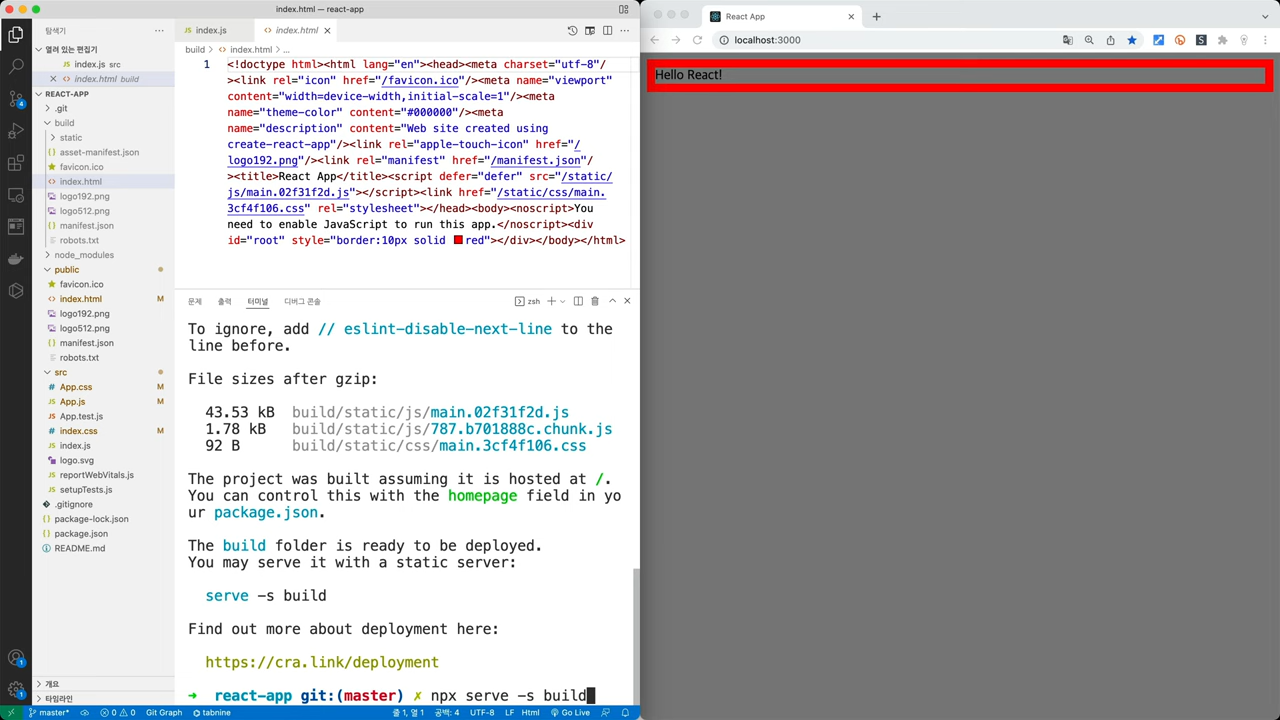 index.html — react-app
탐색기
열려 있는 편집기
index.js src
index.html build
REACT-APP
.git
build
static
asset-manifest.json
favicon.ico
index.html
logo192.png
logo512.png
manifest.json
robots.txt
node_modules
public
favicon.ico
index.html M
logo192.png
logo512.png
manifest.json
robots.txt
src
App.css M
App.js M
App.test.js
index.css M
index.js
logo.svg
reportWebVitals.js
setupTests.js
.gitignore
package-lock.json
package.json
README.md
개요
타임라인
4
1
1
index.js
index.html
build > index.html > ...
1 <!doctype html><html lang="en"><head><meta charset="utf-8"/
><link rel="icon" href="/favicon.ico"/><meta name="viewport"
content="width=device-width,initial-scale=1"/><meta
name="theme-color" content="#000000"/><meta
name="description" content="Web site created using
create-react-app"/><link rel="apple-touch-icon" href="/
logo192.png"/><link rel="manifest" href="/manifest.json"/
><title>React App</title><script defer="defer" src="/static/
js/main.02f31f2d.js"></script><link href="/static/css/main.
3cf4f106.css" rel="stylesheet"></head><body><noscript>You
need to enable JavaScript to run this app.</noscript><div
id="root" style="border:10px solid red"></div></body></html>
문제 출력 터미널 디버그 콘솔 zsh
To ignore, add // eslint-disable-next-line to the
line before.
File sizes after gzip:
43.53 kB build/static/js/main.02f31f2d.js
1.78 kB build/static/js/787.b701888c.chunk.js
92 B build/static/css/main.3cf4f106.css
The project was built assuming it is hosted at /.
You can control this with the homepage field in yo
ur package.json.
The build folder is ready to be deployed.
You may serve it with a static server:
serve -s build
Find out more about deployment here:
https://cra.link/deployment
➜ react-app git:(master) ✗ npx serve -s build
master* 0 0 Git Graph tabnine 줄 1, 열 1 공백: 4 UTF-8 LF Html Go Live
React App
localhost:3000
Hello React!